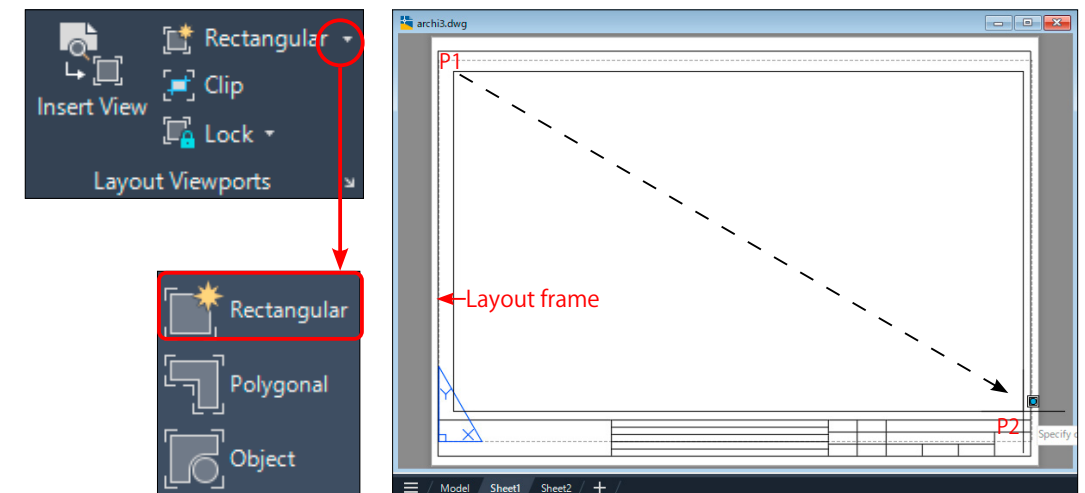 Rectangular
Clip
Insert View
Lock
Layout Viewports
Rectangular
Polygonal
Object
archi3.dwg
P1
Layout frame
Y
X
P2
Specify
Model Sheet1 Sheet2 +